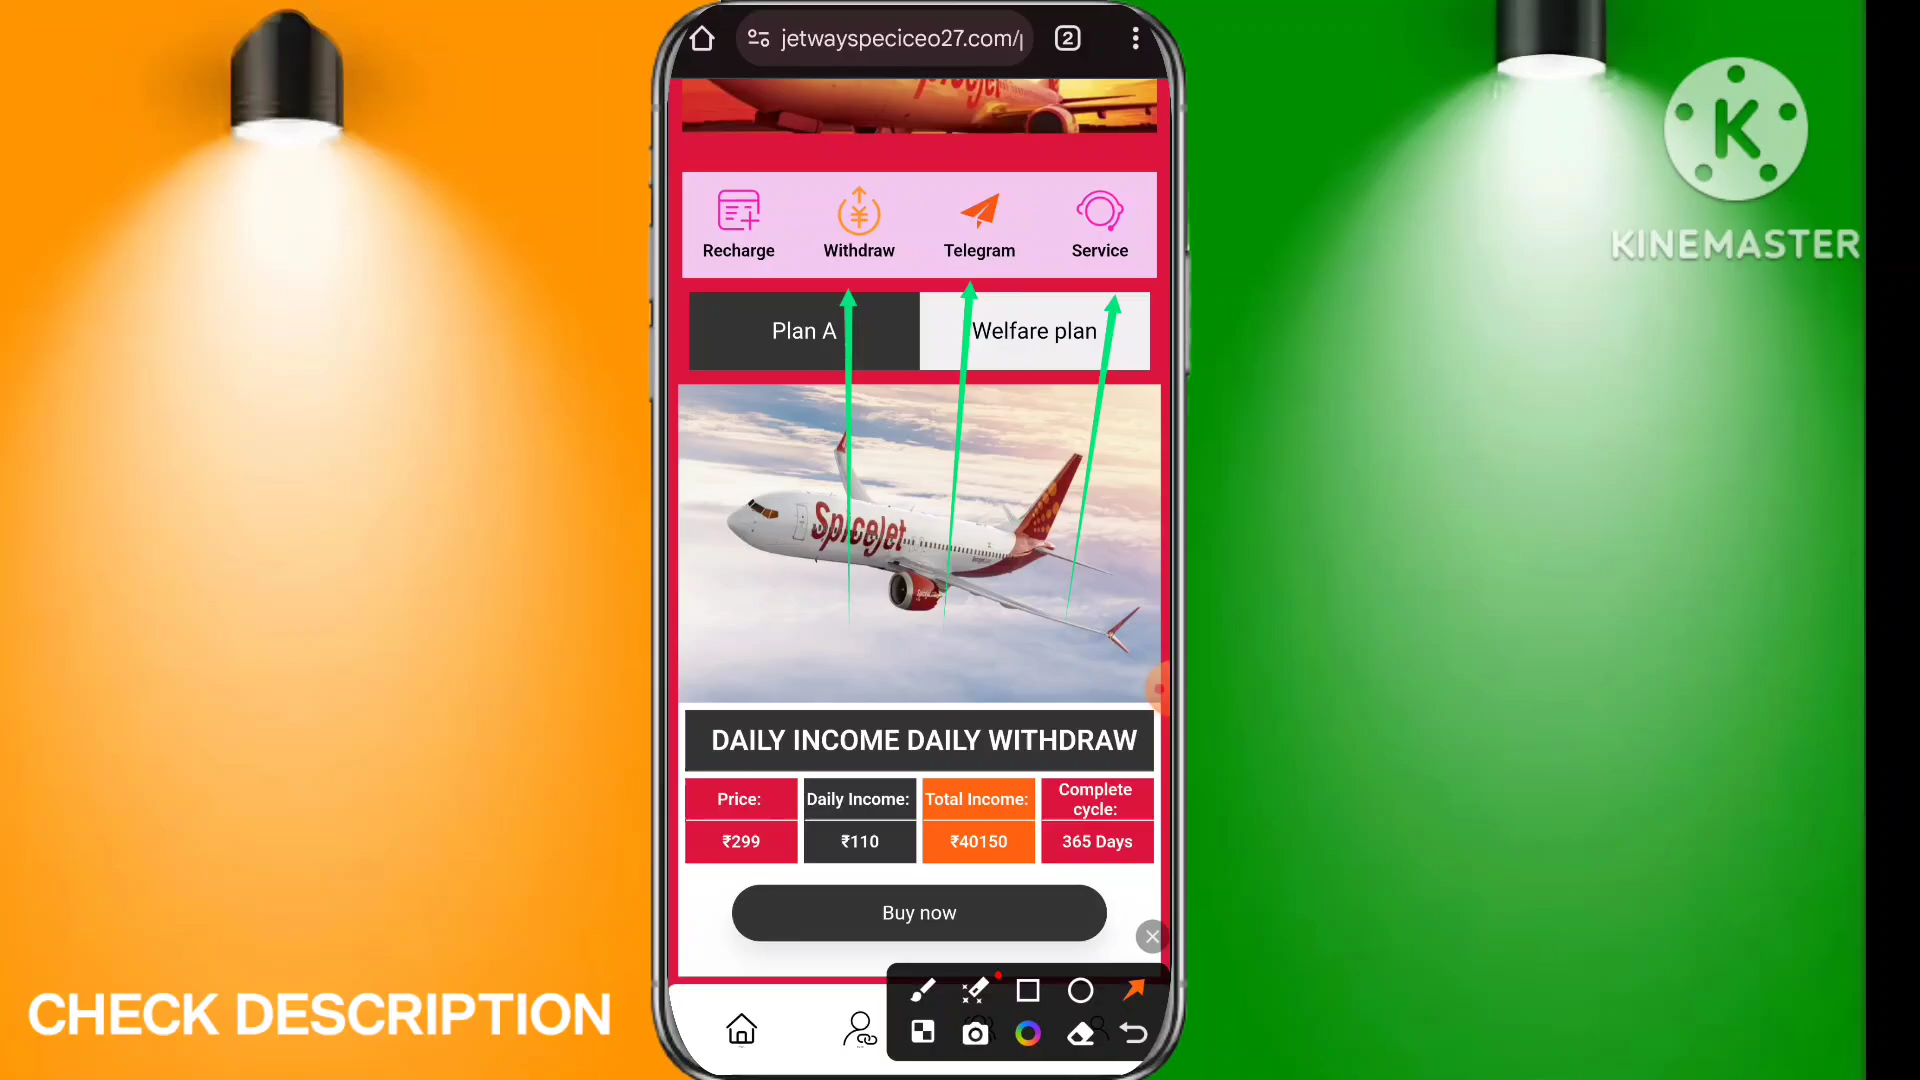 jetwayspeciceo27.com/
2
SpiceJet
Recharge
Withdraw
Telegram
Service
K
KINEMASTER
Plan A
Welfare plan
SpiceJet
DAILY INCOME DAILY WITHDRAW
Price:
Daily Income:
Total Income:
Complete cycle:
₹299
₹110
₹40150
365 Days
Buy now
CHECK DESCRIPTION